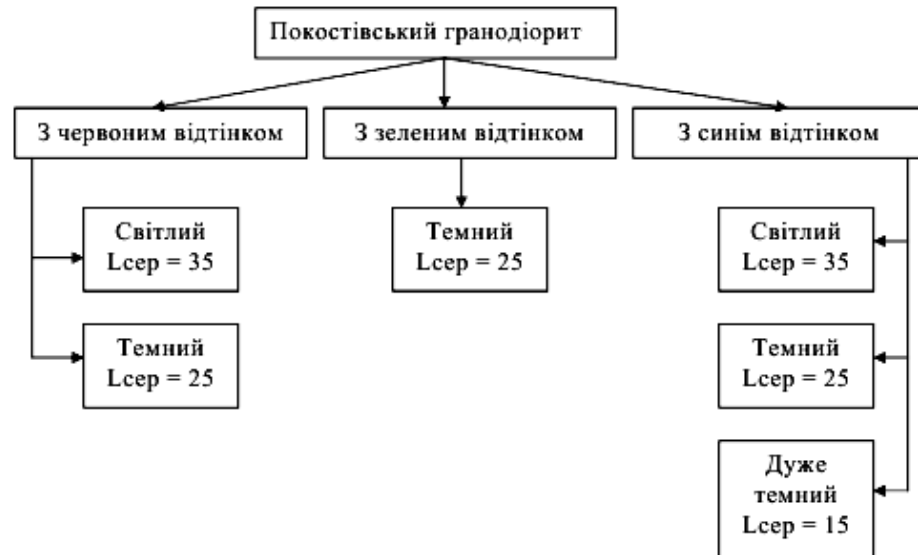 Покостівський гранодіорит
З червоним відтінком
З зеленим відтінком
З синім відтінком
Світлий
Lсер = 35
Темний
Lсер = 25
Світлий
Lсер = 35
Темний
Lсер = 25
Темний
Lсер = 25
Дуже
темний
Lсер = 15